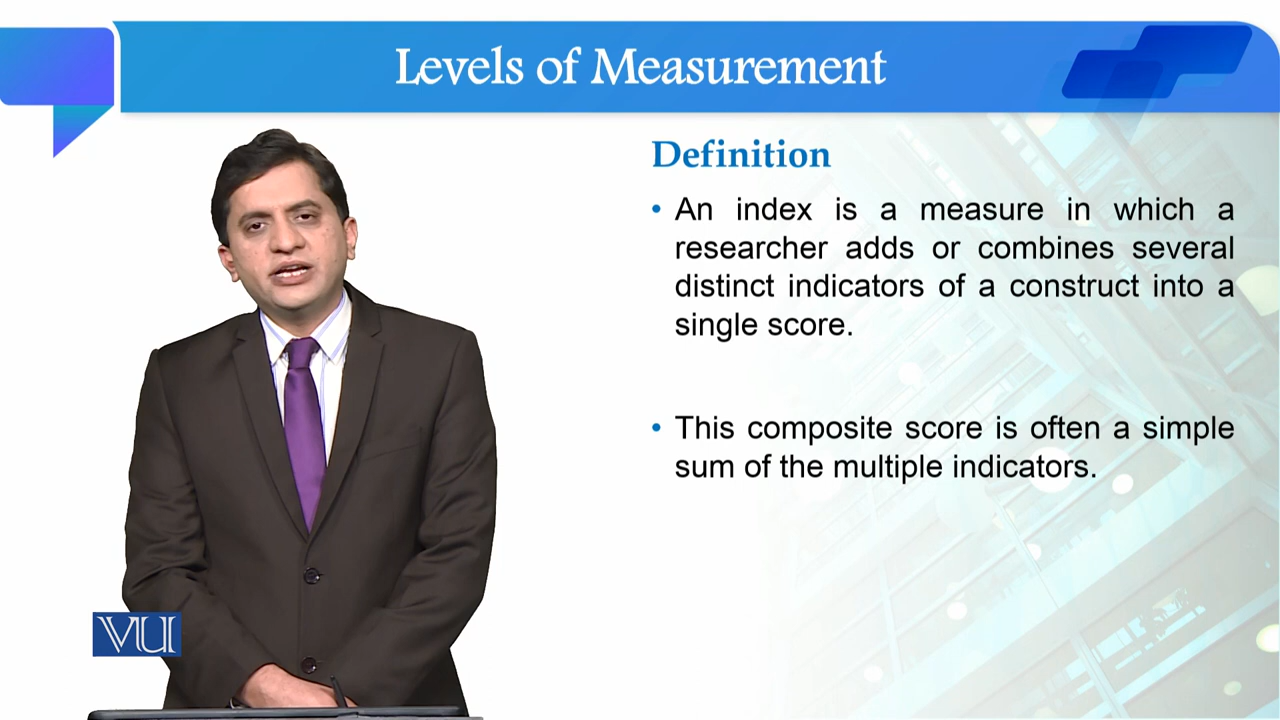 Levels of Measurement
Definition
• An index is a measure in which a
researcher adds or combines several
distinct indicators of a construct into a
single score.
• This composite score is often a simple
sum of the multiple indicators.
VU